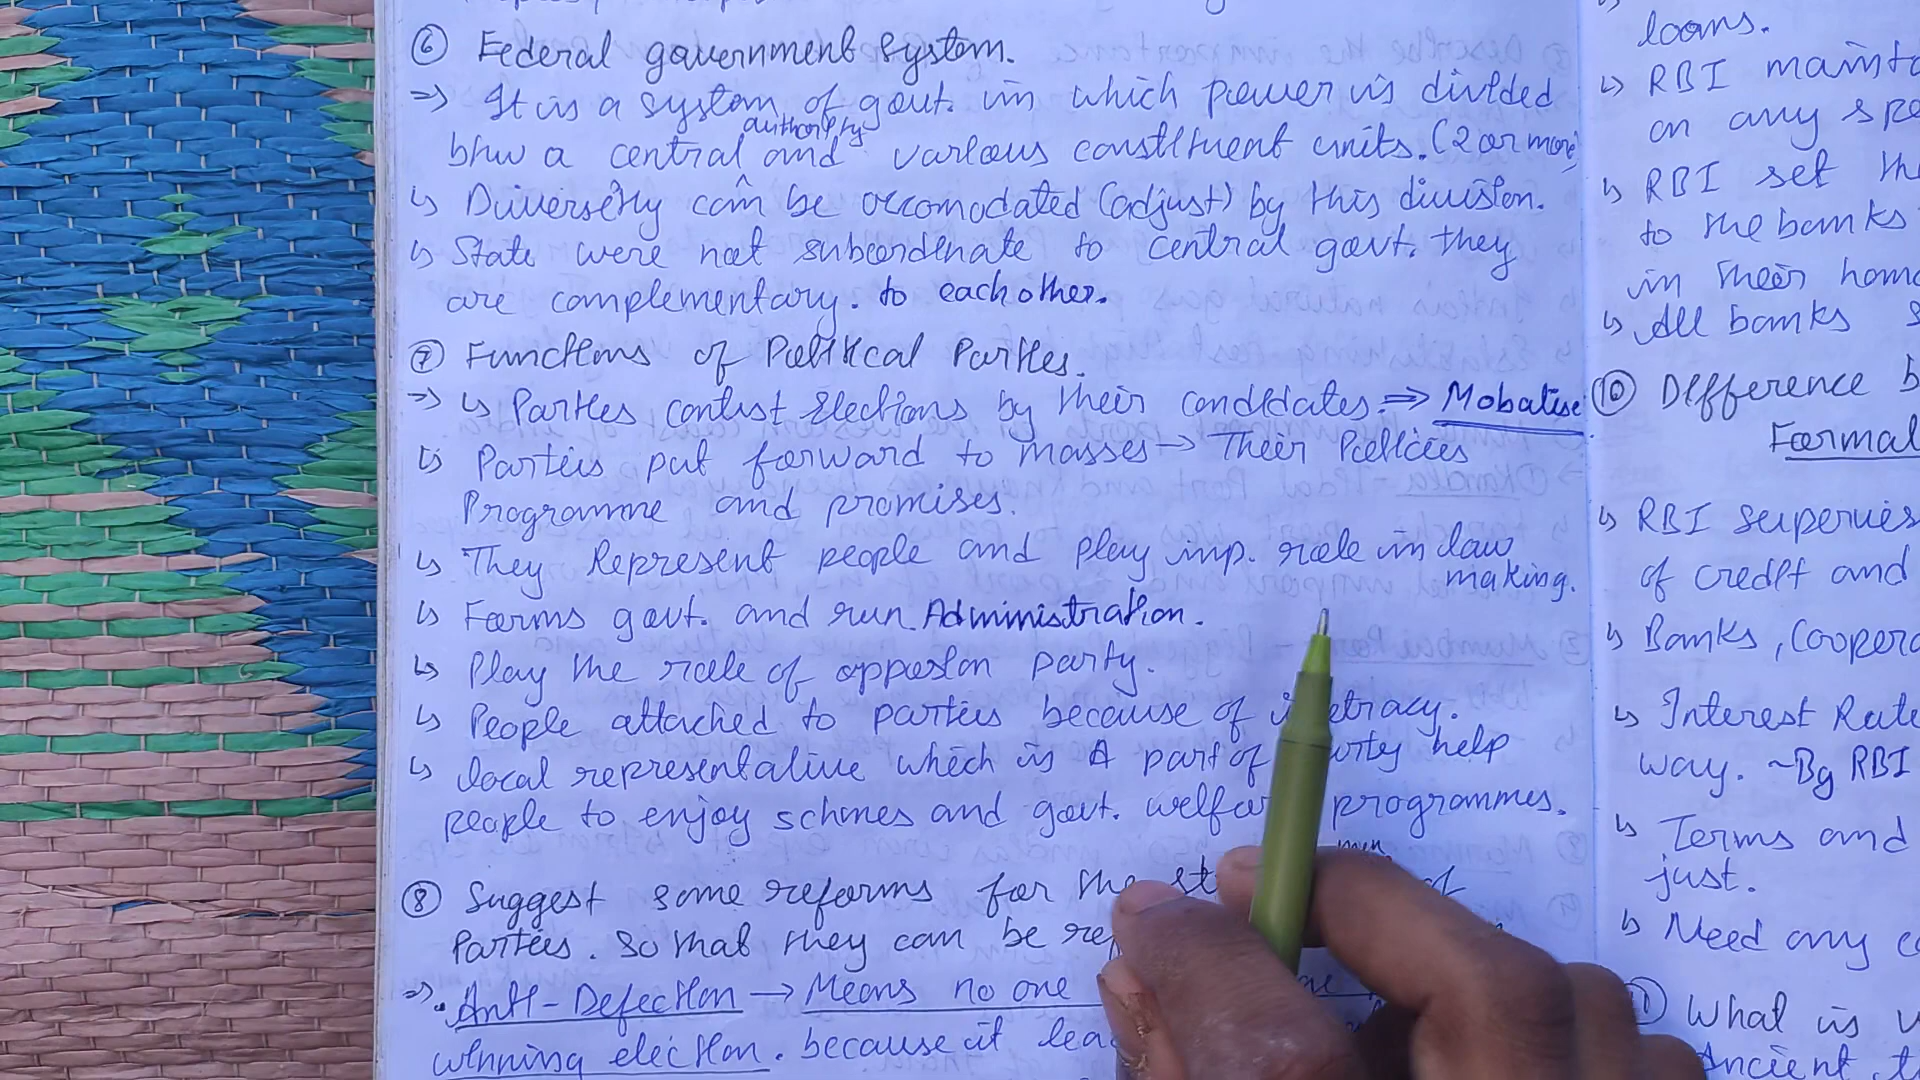 ⑥ Federal government system.
=> It is a system of govt. in which power is divided
btw a central authority and various constituent units. (2 or more)
↳ Diversity can be accomodated (adjust) by this division.
↳ State were not subordinate to central govt. they
are complementary. to each other.
⑦ Functions of Political Parties.
=> ↳ Parties contest Elections by their candidates. => Mobatise
↳ Parties put forward to masses → Their Policies
Programme and promises.
↳ They Represent people and play imp. role in law
making.
↳ Forms govt. and run Administration.
↳ Play the role of opposion party.
↳ People attached to parties because of
↳ local representative which is A part of help
people to enjoy schmes and govt. programmes.
⑧ Suggest some reforms for the of
Parties. so that they can be
=> • Anti-Defection → Means no one
winning election. because it
loans.
↳ RBI
on any
↳ RBI set
to the banks
in their
↳ All banks
⑩ Difference
Formal
↳ RBI
of credit and
↳ Banks,
↳ Interest Rate
way. ~By RBI
↳ Terms and
just.
↳ Need any
What is
Ancient